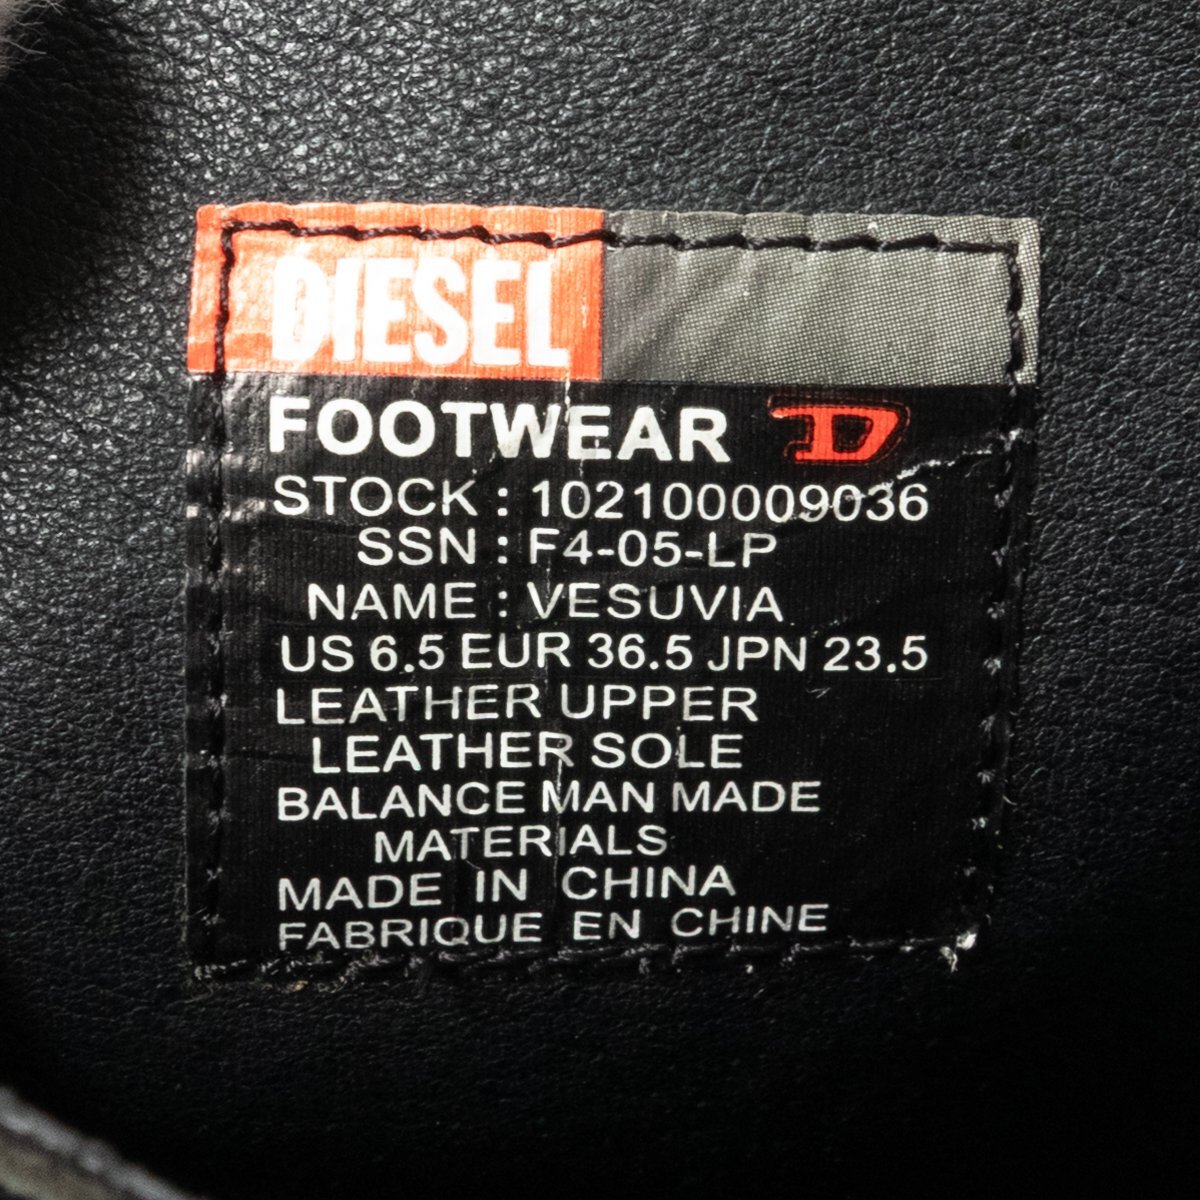 DIESEL
FOOTWEAR D
STOCK : 102100009036
SSN : F4-05-LP
NAME : VESUVIA
US 6.5 EUR 36.5 JPN 23.5
LEATHER UPPER
LEATHER SOLE
BALANCE MAN MADE
MATERIALS
MADE IN CHINA
FABRIQUE EN CHINE